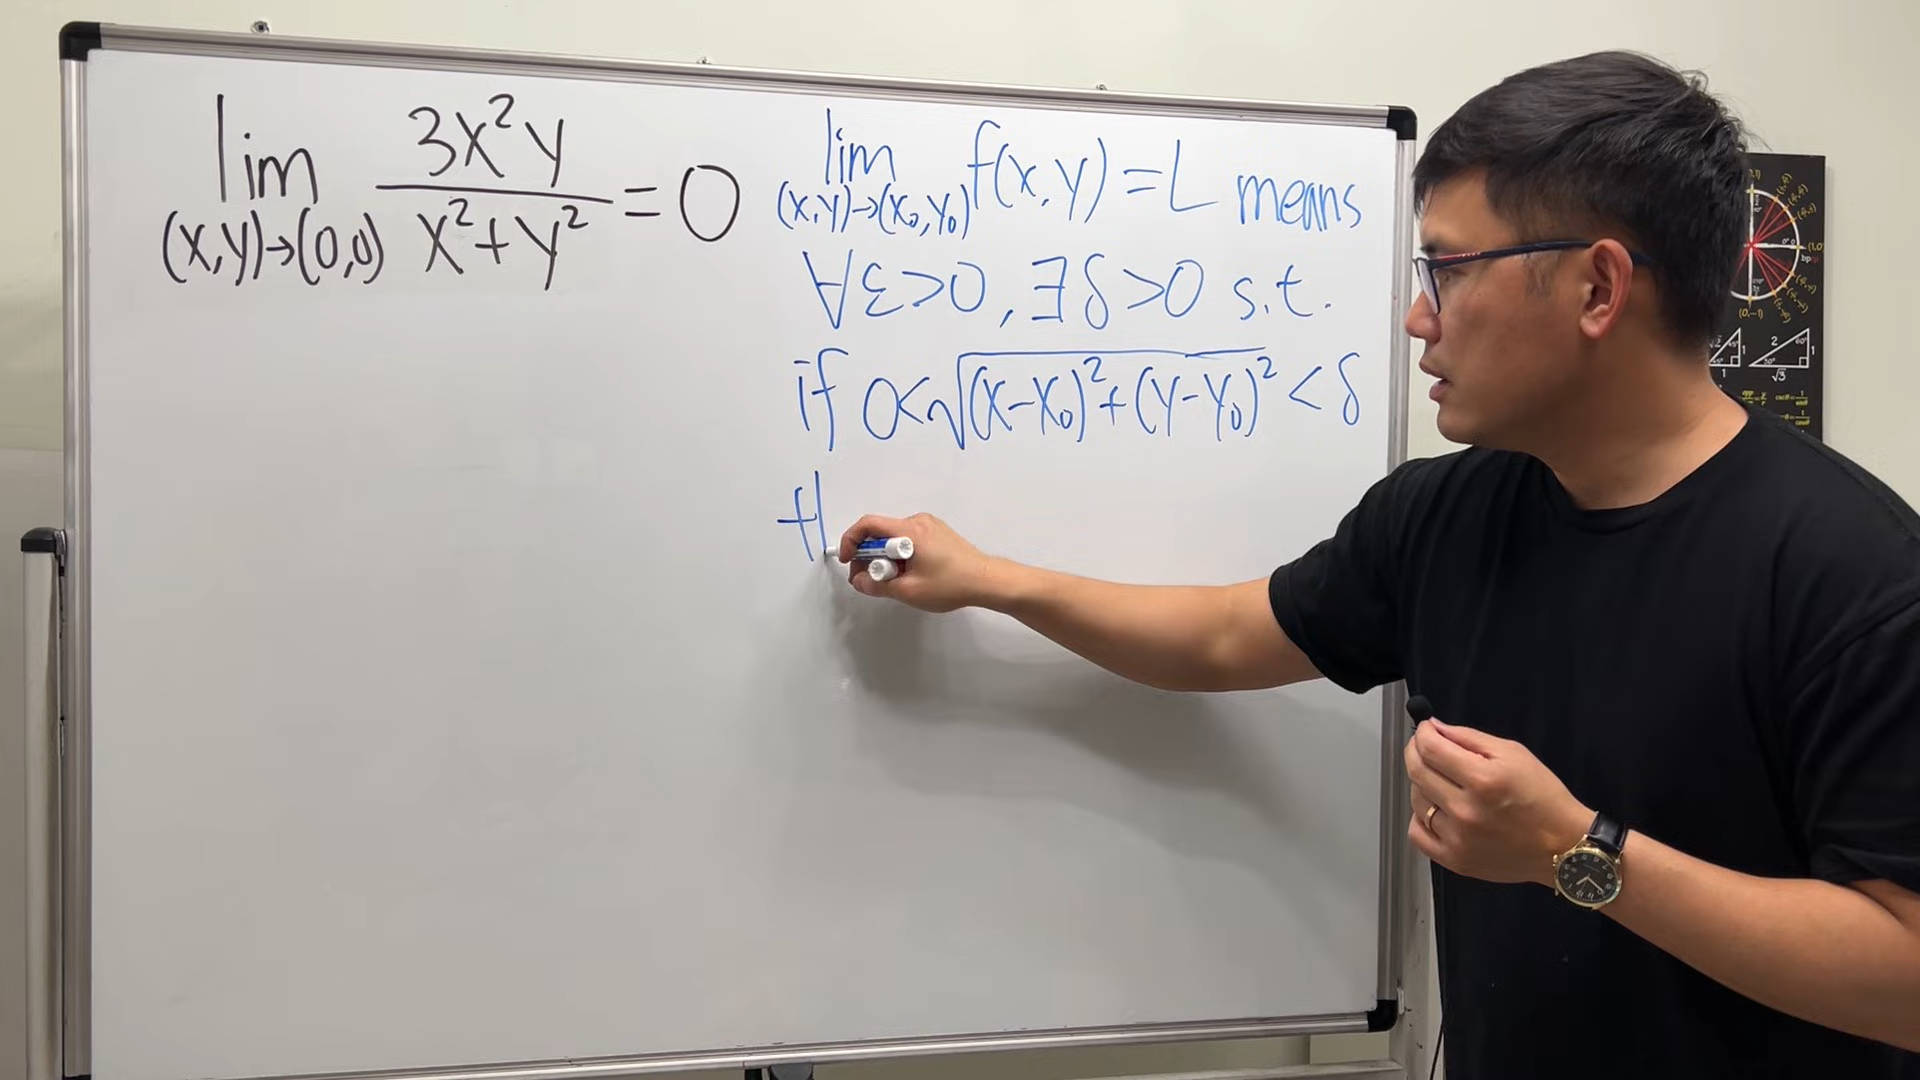 lim 3x²y
(x,y)→(0,0) x²+y² = 0
lim f(x,y) = L means
(x,y)→(x₀,y₀)
∀ε>0, ∃δ>0 s.t.
if 0<√(x-x₀)²+(y-y₀)² < δ
th